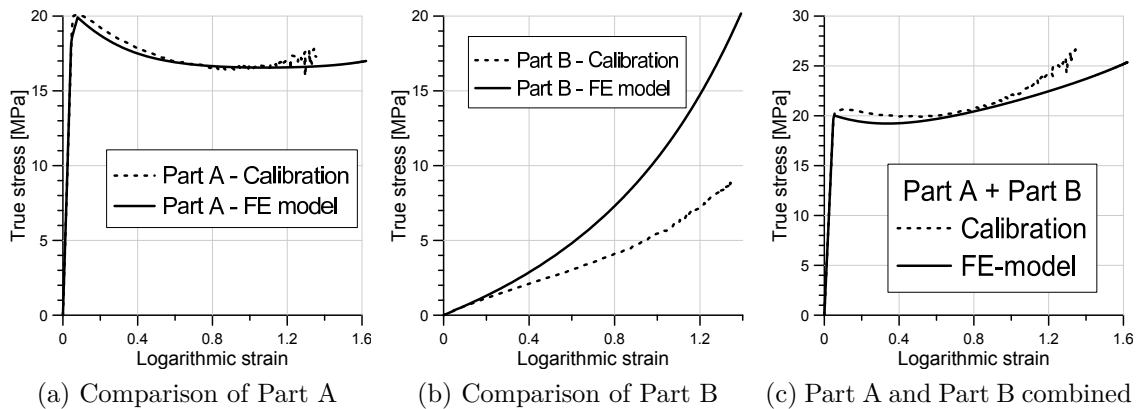 20
15
10
5
0
True stress [MPa]
Part A - Calibration
Part A - FE model
0 0.4 0.8 1.2 1.6
Logarithmic strain
(a) Comparison of Part A
20
16
12
8
4
0
True stress [MPa]
Part B - Calibration
Part B - FE model
0 0.4 0.8 1.2
Logarithmic strain
(b) Comparison of Part B
30
25
20
15
10
5
0
True stress [MPa]
Part A + Part B
Calibration
FE-model
0 0.4 0.8 1.2 1.6
Logarithmic strain
(c) Part A and Part B combined